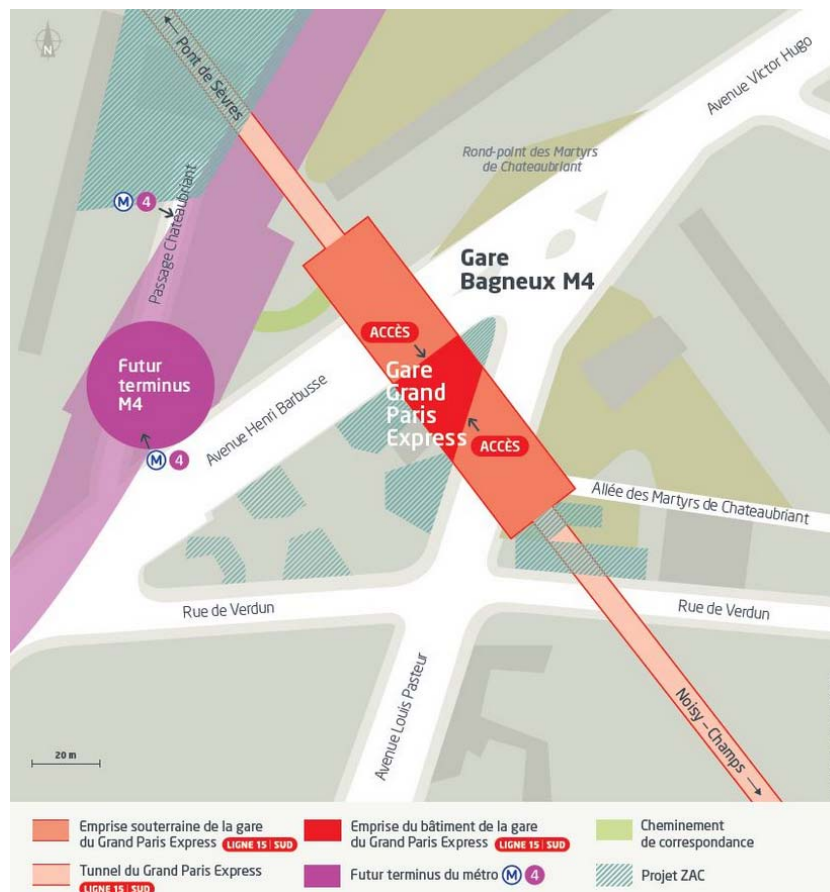 N
← Pont de Sèvres
Avenue Victor Hugo
Rond-point des Martyrs
de Chateaubriant
M 4
Passage Chateaubriant
Gare
Bagneux M4
ACCÈS
Futur
terminus
M4
Gare
Grand
Paris
Express
ACCÈS
Avenue Henri Barbusse
M 4
Allée des Martyrs de Chateaubriant
Rue de Verdun
Rue de Verdun
Avenue Louis Pasteur
Noisy – Champs →
20 m
Emprise souterraine de la gare
du Grand Paris Express LIGNE 15 | SUD
Emprise du bâtiment de la gare
du Grand Paris Express LIGNE 15 | SUD
Cheminement
de correspondance
Tunnel du Grand Paris Express
LIGNE 15 | SUD
Futur terminus du métro M 4
Projet ZAC